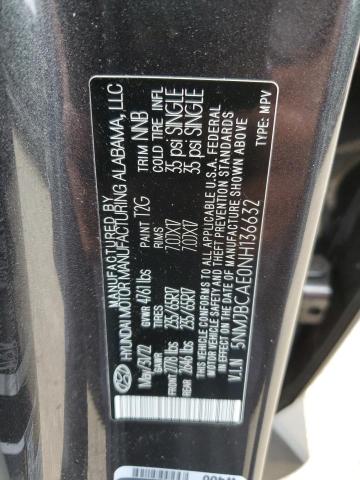 MANUFACTURED BY
HYUNDAI MOTOR MANUFACTURING ALABAMA, LLC
May/30/22 GVWR 4761 lbs PAINT T2G TRIM NNB
GAWR TIRES RIMS COLD TIRE INFL
FRONT 2778 lbs 235/65R17 7.0JX17 35 psi SINGLE
REAR 2646 lbs 235/65R17 7.0JX17 35 psi SINGLE
THIS VEHICLE CONFORMS TO ALL APPLICABLE U.S.A. FEDERAL
MOTOR VEHICLE SAFETY AND BUMPER STANDARDS IN
EFFECT ON THE DATE OF MANUFACTURE SHOWN ABOVE
V.I.N 5NMJBCAE0NH136632 TYPE: MPV